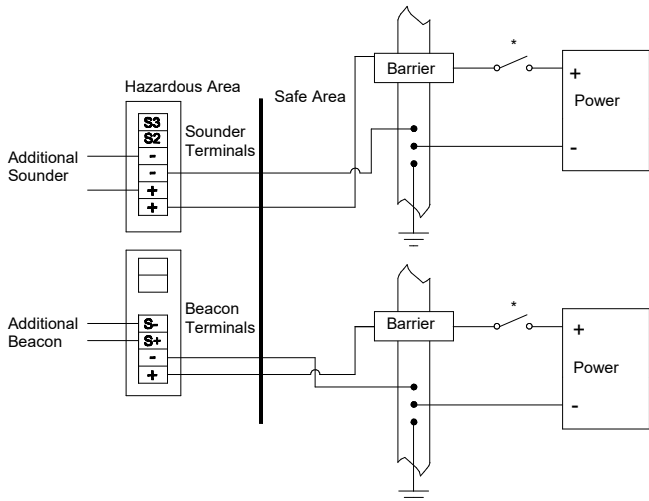 *
Barrier
+
Power
-
Hazardous Area
Safe Area
S3
S2
-
-
+
+
Sounder
Terminals
Additional
Sounder
*
Barrier
+
Power
-
Beacon
Terminals
S-
S+
-
+
Additional
Beacon